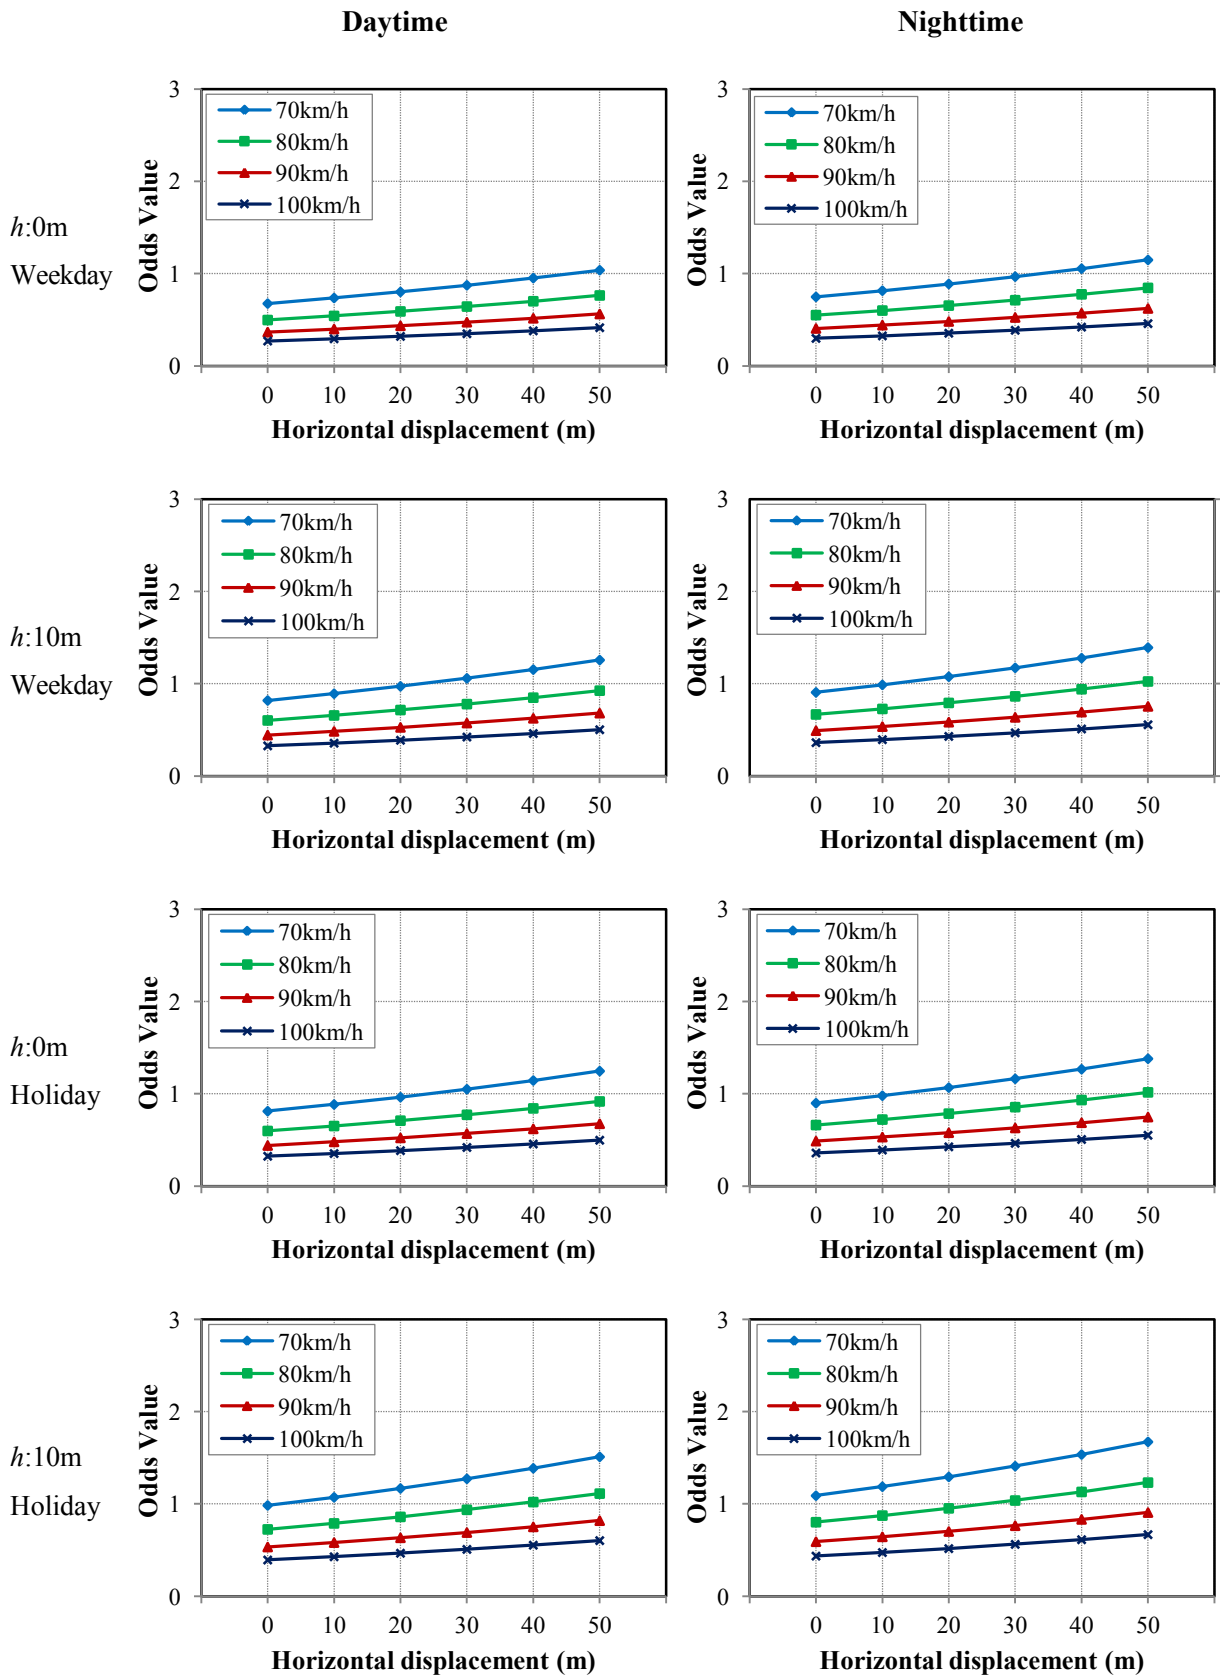 Daytime
Nighttime
h:0m
Weekday
Odds Value
3
2
1
0
70km/h
80km/h
90km/h
100km/h
0 10 20 30 40 50
Horizontal displacement (m)
Odds Value
3
2
1
0
70km/h
80km/h
90km/h
100km/h
0 10 20 30 40 50
Horizontal displacement (m)
h:10m
Weekday
Odds Value
3
2
1
0
70km/h
80km/h
90km/h
100km/h
0 10 20 30 40 50
Horizontal displacement (m)
Odds Value
3
2
1
0
70km/h
80km/h
90km/h
100km/h
0 10 20 30 40 50
Horizontal displacement (m)
h:0m
Holiday
Odds Value
3
2
1
0
70km/h
80km/h
90km/h
100km/h
0 10 20 30 40 50
Horizontal displacement (m)
Odds Value
3
2
1
0
70km/h
80km/h
90km/h
100km/h
0 10 20 30 40 50
Horizontal displacement (m)
h:10m
Holiday
Odds Value
3
2
1
0
70km/h
80km/h
90km/h
100km/h
0 10 20 30 40 50
Horizontal displacement (m)
Odds Value
3
2
1
0
70km/h
80km/h
90km/h
100km/h
0 10 20 30 40 50
Horizontal displacement (m)